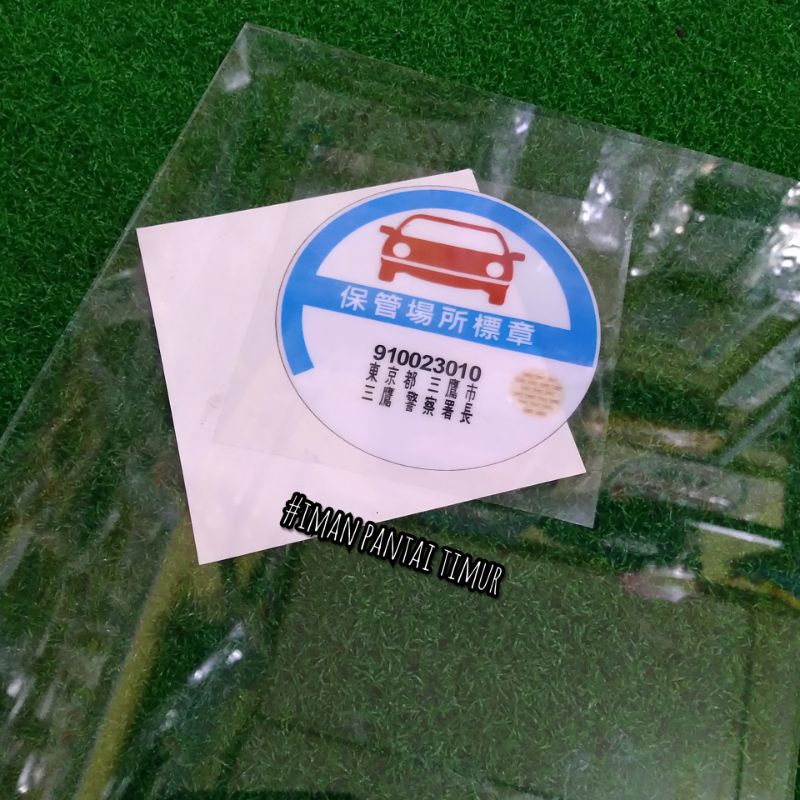 保管場所標章
910023010
東京都 三鷹市
三鷹 警察署長
#IMAN PANTAI TIMUR